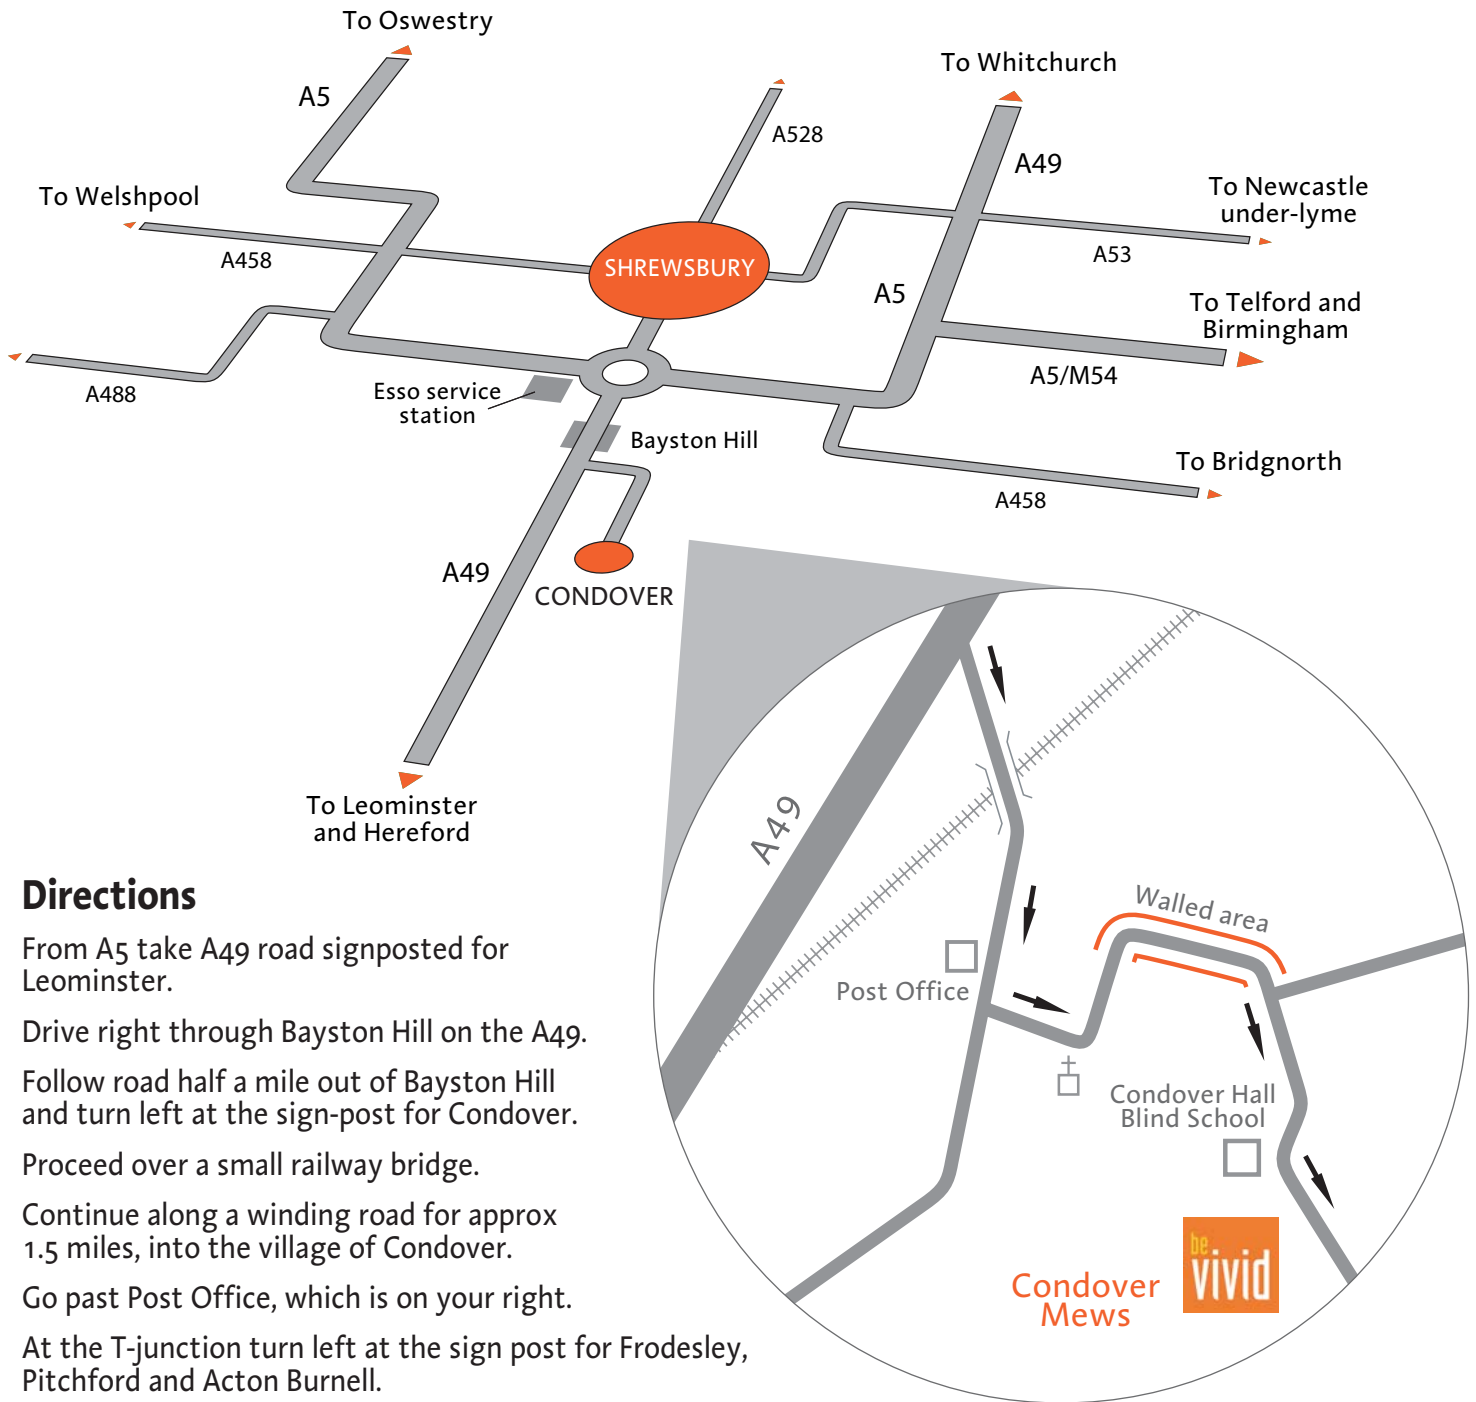 To Oswestry
To Whitchurch
A5
A528
A49
To Newcastle
under-lyme
To Welshpool
A458
SHREWSBURY
A53
A5
To Telford and
Birmingham
A5/M54
A488
Esso service
station
Bayston Hill
To Bridgnorth
A458
A49
CONDOVER
To Leominster
and Hereford
A49
Walled area
Post Office
Condover Hall
Blind School
be
vivid
Condover
Mews
Directions
From A5 take A49 road signposted for
Leominster.
Drive right through Bayston Hill on the A49.
Follow road half a mile out of Bayston Hill
and turn left at the sign-post for Condover.
Proceed over a small railway bridge.
Continue along a winding road for approx
1.5 miles, into the village of Condover.
Go past Post Office, which is on your right.
At the T-junction turn left at the sign post for Frodesley,
Pitchford and Acton Burnell.